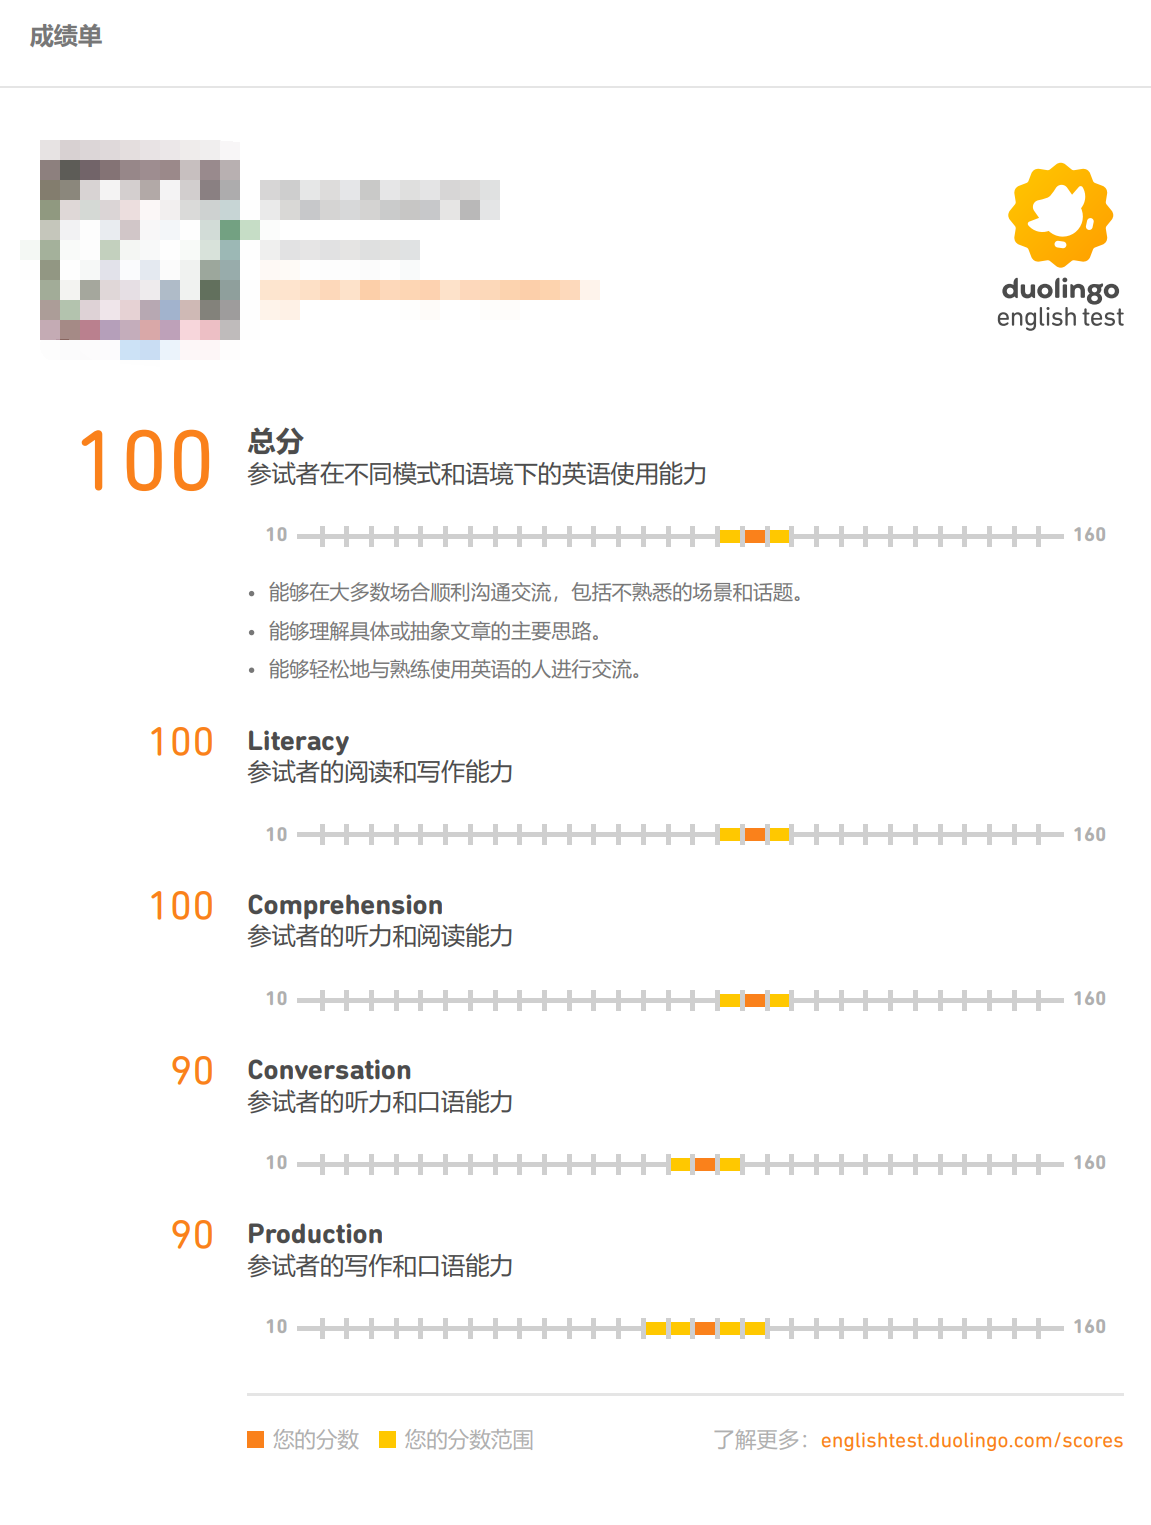 成绩单
duolingo
english test
100
总分
参试者在不同模式和语境下的英语使用能力
10
160
• 能够在大多数场合顺利沟通交流，包括不熟悉的场景和话题。
• 能够理解具体或抽象文章的主要思路。
• 能够轻松地与熟练使用英语的人进行交流。
100
Literacy
参试者的阅读和写作能力
10
160
100
Comprehension
参试者的听力和阅读能力
10
160
90
Conversation
参试者的听力和口语能力
10
160
90
Production
参试者的写作和口语能力
10
160
您的分数
您的分数范围
了解更多：englishtest.duolingo.com/scores